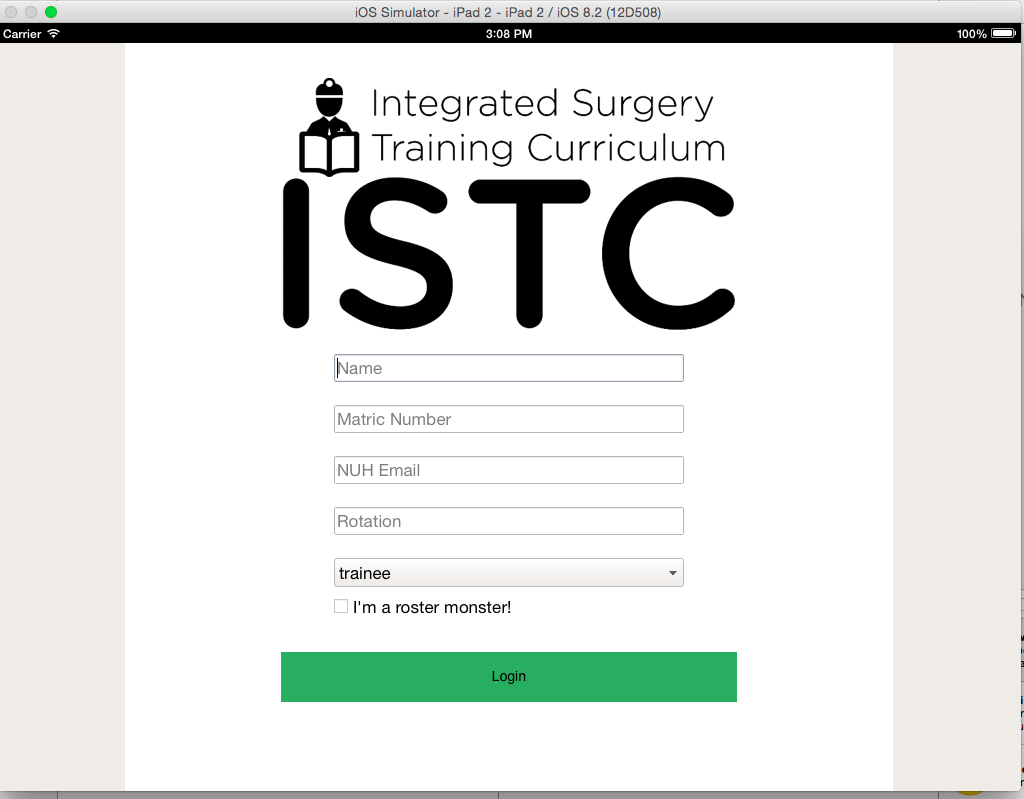 iOS Simulator - iPad 2 - iPad 2 / iOS 8.2 (12D508)
Carrier 3:08 PM 100%
Integrated Surgery
Training Curriculum
ISTC
Name
Matric Number
NUH Email
Rotation
trainee
I'm a roster monster!
Login